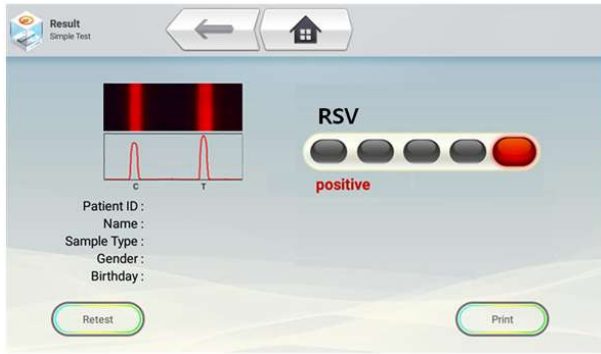 Result
Simple Test
C T
Patient ID :
Name :
Sample Type :
Gender :
Birthday :
RSV
positive
Retest
Print